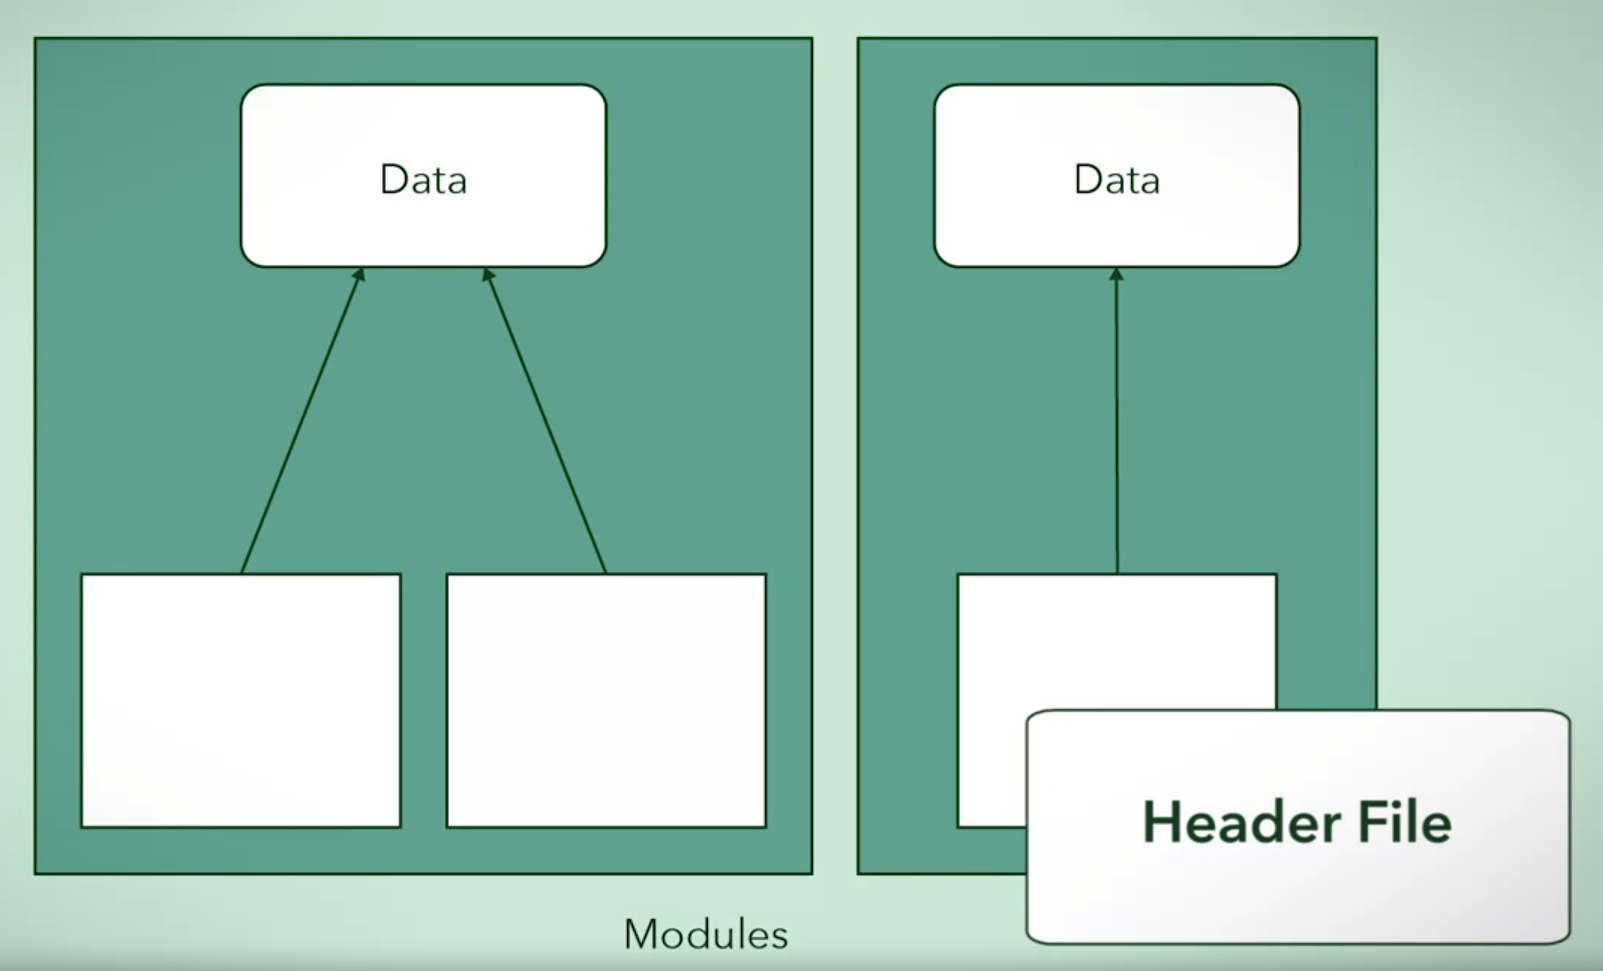 Data
Data
Header File
Modules